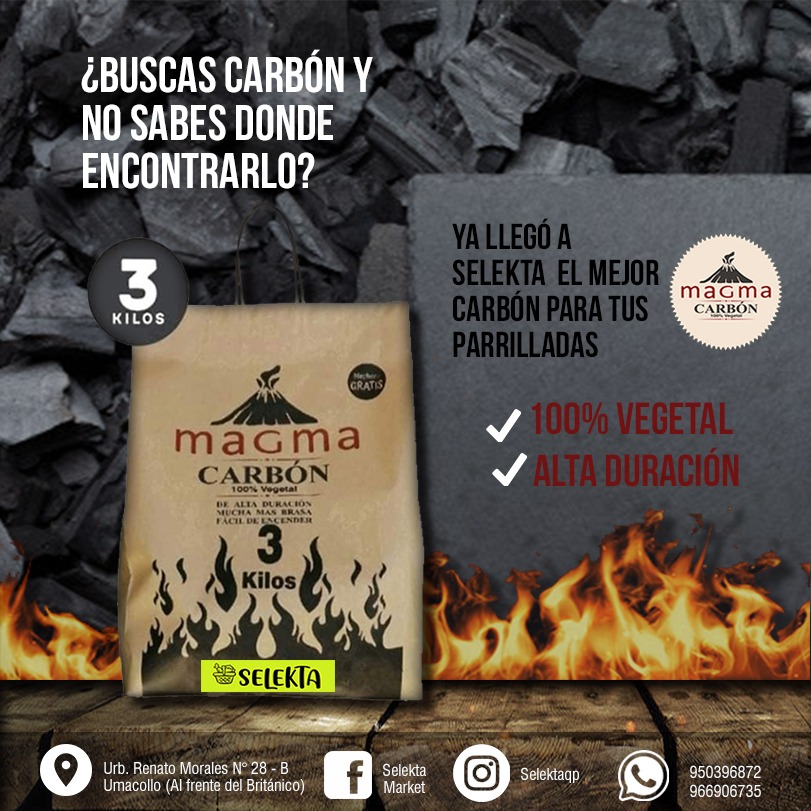 ¿BUSCAS CARBÓN Y
NO SABES DONDE
ENCONTRARLO?
YA LLEGÓ A
SELEKTA EL MEJOR
CARBÓN PARA TUS
PARRILLADAS
magma
CARBÓN
100% Vegetal
100% VEGETAL
ALTA DURACIÓN
3
KILOS
GRATIS
magma
CARBÓN
100% Vegetal
DE ALTA DURACIÓN
MUCHA MAS BRASA
FÁCIL DE ENCENDER
3
Kilos
SELEKTA
Urb. Renato Morales N° 28 - B
Umacollo (Al frente del Británico)
Selekta
Market
Selektaqp
950396872
966906735